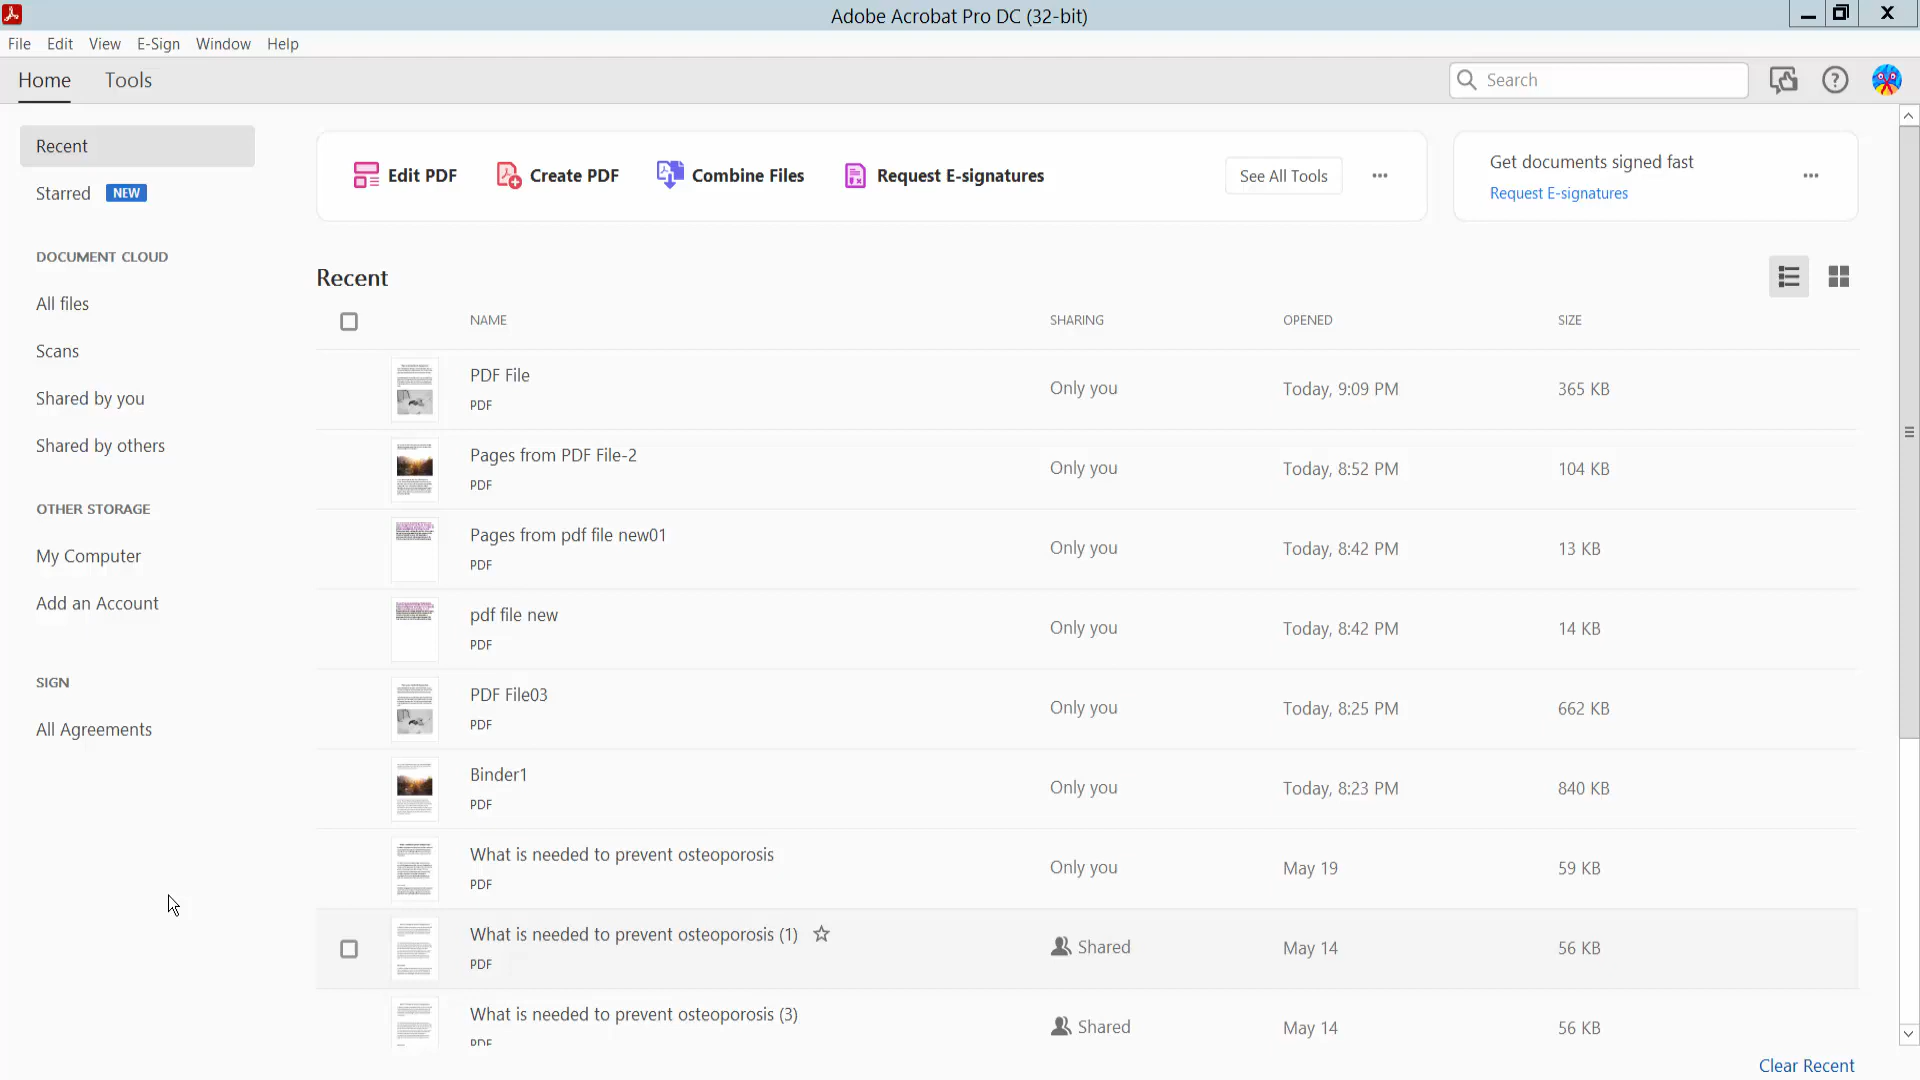 Adobe Acrobat Pro DC (32-bit)
File Edit View E-Sign Window Help
Home Tools
Search
Recent
Starred NEW
DOCUMENT CLOUD
All files
Scans
Shared by you
Shared by others
OTHER STORAGE
My Computer
Add an Account
SIGN
All Agreements
Edit PDF Create PDF Combine Files Request E-signatures See All Tools
Get documents signed fast
Request E-signatures
Recent
NAME SHARING OPENED SIZE
PDF File
PDF
Only you Today, 9:09 PM 365 KB
Pages from PDF File-2
PDF
Only you Today, 8:52 PM 104 KB
Pages from pdf file new01
PDF
Only you Today, 8:42 PM 13 KB
pdf file new
PDF
Only you Today, 8:42 PM 14 KB
PDF File03
PDF
Only you Today, 8:25 PM 662 KB
Binder1
PDF
Only you Today, 8:23 PM 840 KB
What is needed to prevent osteoporosis
PDF
Only you May 19 59 KB
What is needed to prevent osteoporosis (1)
PDF
Shared May 14 56 KB
What is needed to prevent osteoporosis (3)
PDF
Shared May 14 56 KB
Clear Recent